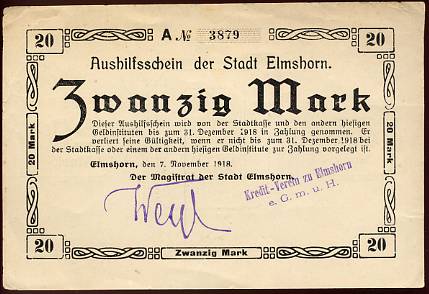 20 A № 3879 20
Aushilfsschein der Stadt Elmshorn.
Zwanzig Mark
Dieser Aushilfsschein wird von der Stadtkasse und den andern hiesigen
Geldinstituten bis zum 31. Dezember 1918 in Zahlung genommen. Er
verliert seine Gültigkeit, wenn er nicht bis zum 31. Dezember 1918 bei
der Stadtkasse oder einem der andern hiesigen Geldinstitute zur Zahlung vorgelegt ist.
Elmshorn, den 7. November 1918.
Der Magistrat der Stadt Elmshorn.
Kredit-Verein zu Elmshorn
e. G. m. u. H.
20 Mark
20 Mark
20 Zwanzig Mark 20